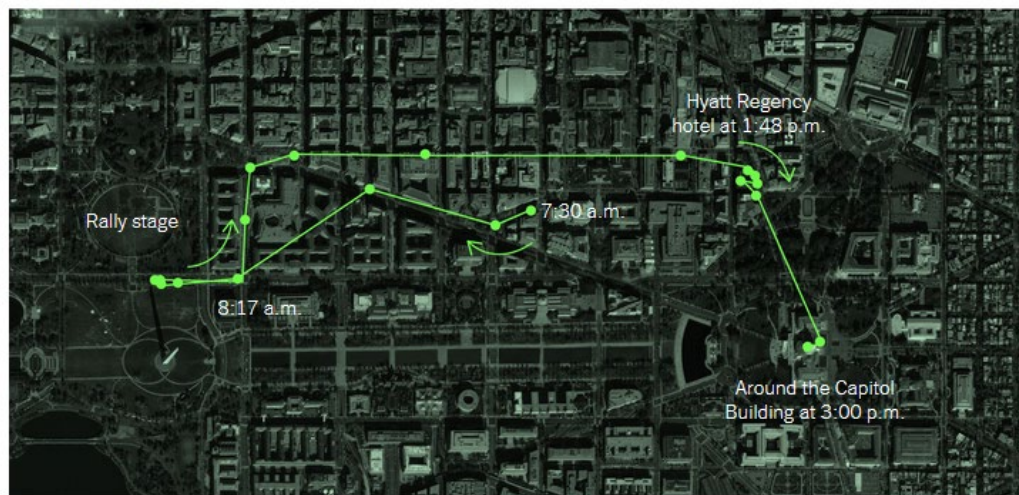 Hyatt Regency
hotel at 1:48 p.m.
Rally stage
7:30 a.m.
8:17 a.m.
Around the Capitol
Building at 3:00 p.m.